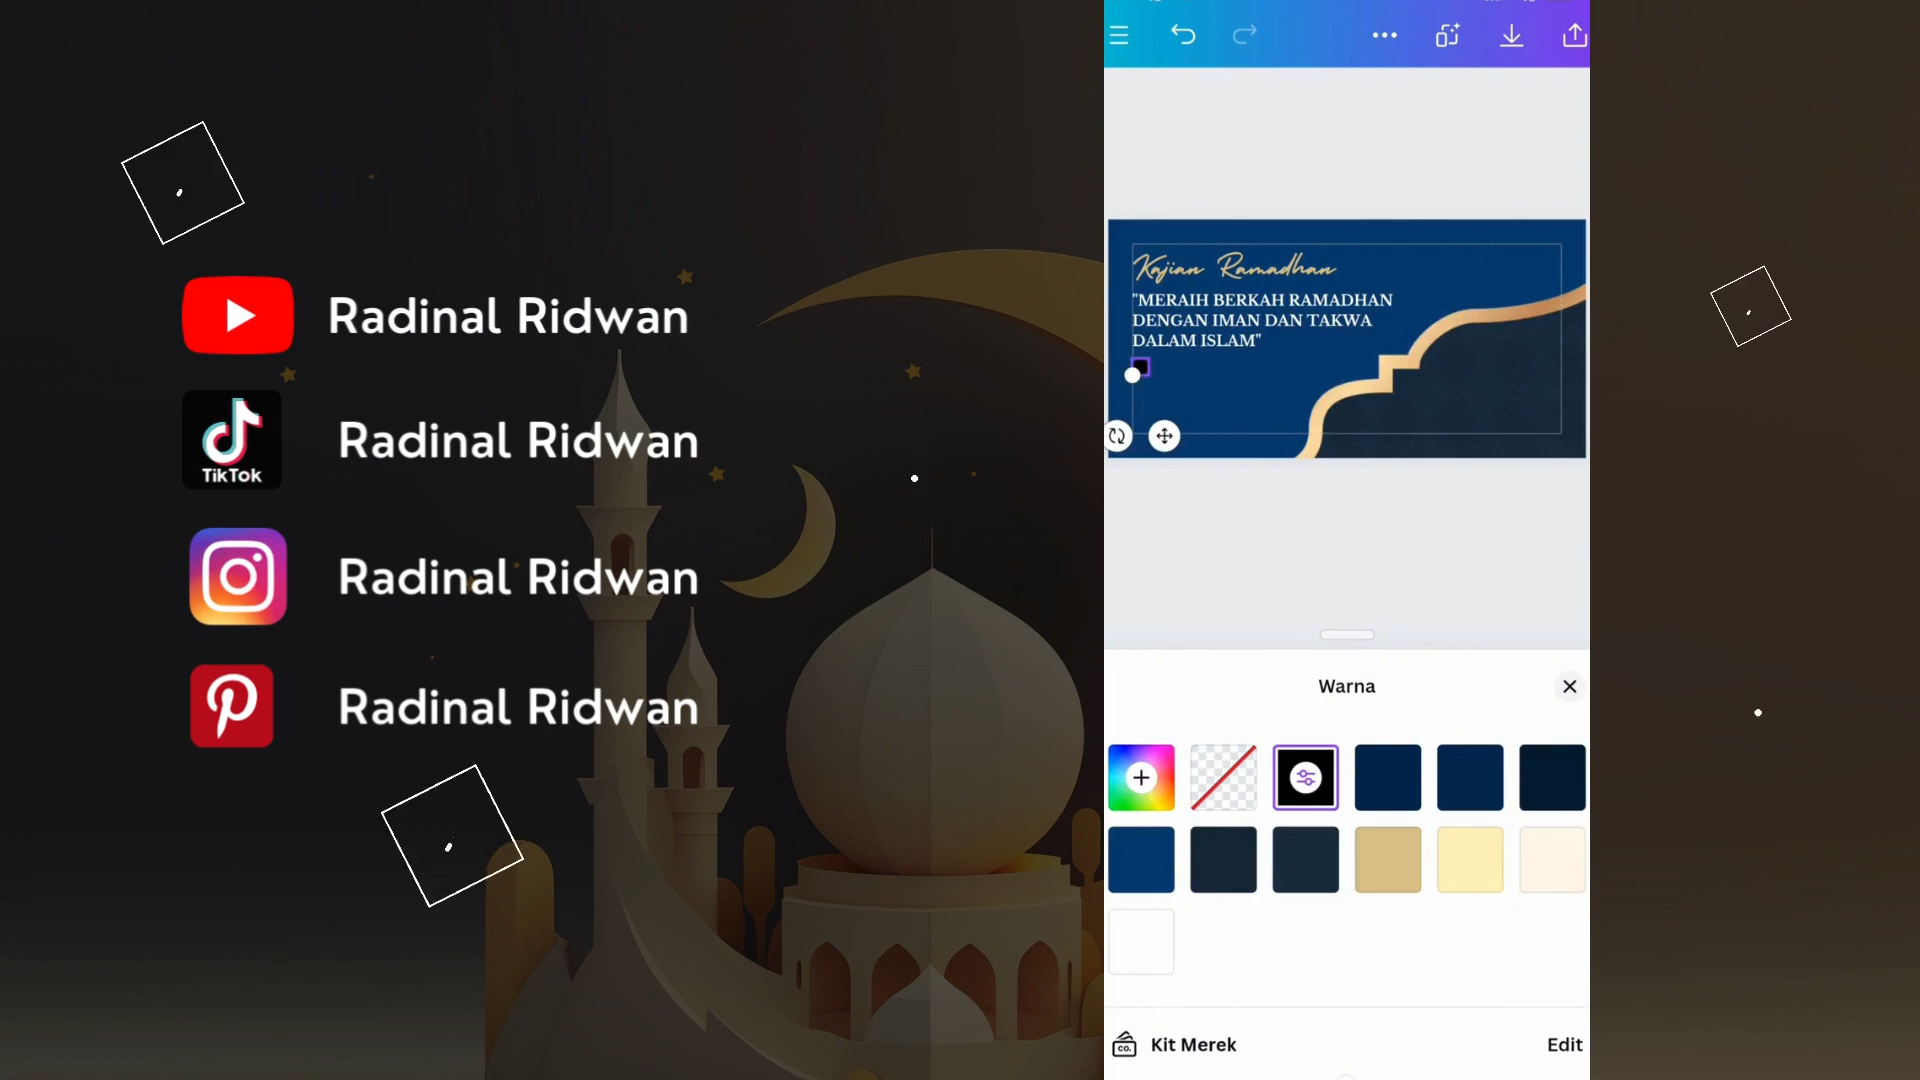 Radinal Ridwan
TikTok
Radinal Ridwan
Radinal Ridwan
Radinal Ridwan
Kajian Ramadhan
"MERAIH BERKAH RAMADHAN
DENGAN IMAN DAN TAKWA
DALAM ISLAM"
Warna
CO.
Kit Merek
Edit